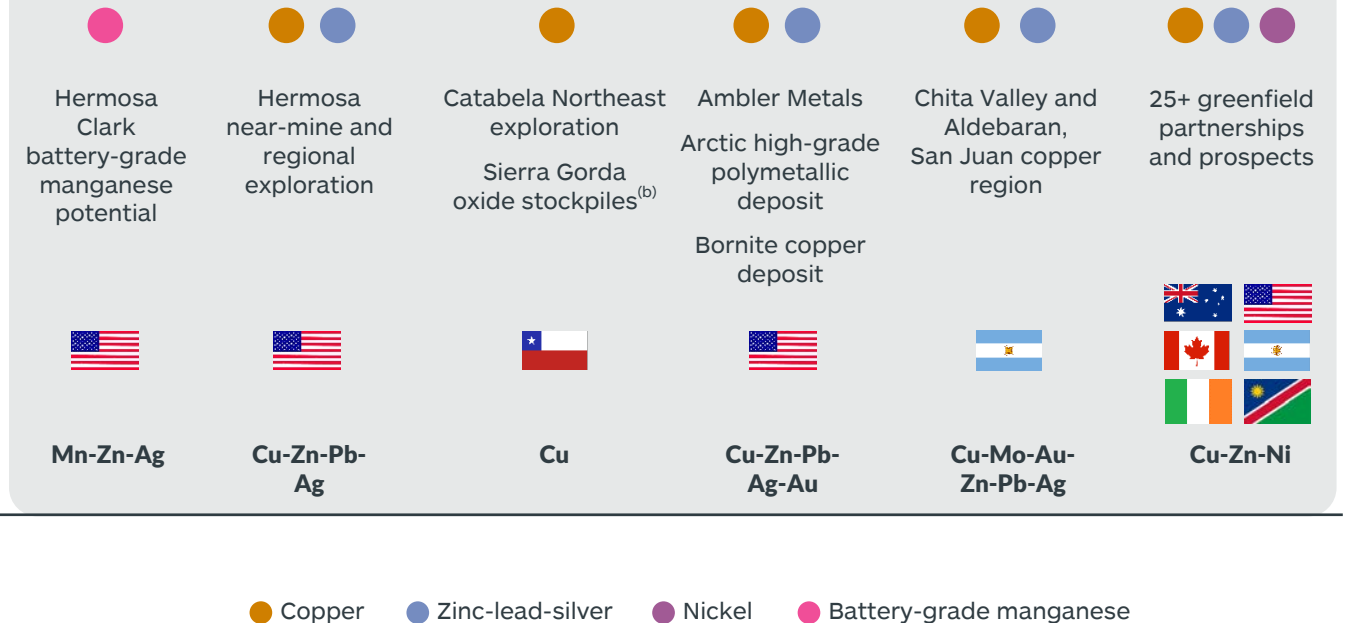 Hermosa
Clark
battery-grade
manganese
potential
Hermosa
near-mine and
regional
exploration
Catabela Northeast
exploration
Sierra Gorda
oxide stockpiles(b)
Ambler Metals
Arctic high-grade
polymetallic
deposit
Bornite copper
deposit
Chita Valley and
Aldebaran,
San Juan copper
region
25+ greenfield
partnerships
and prospects
Mn-Zn-Ag
Cu-Zn-Pb-
Ag
Cu
Cu-Zn-Pb-
Ag-Au
Cu-Mo-Au-
Zn-Pb-Ag
Cu-Zn-Ni
Copper
Zinc-lead-silver
Nickel
Battery-grade manganese